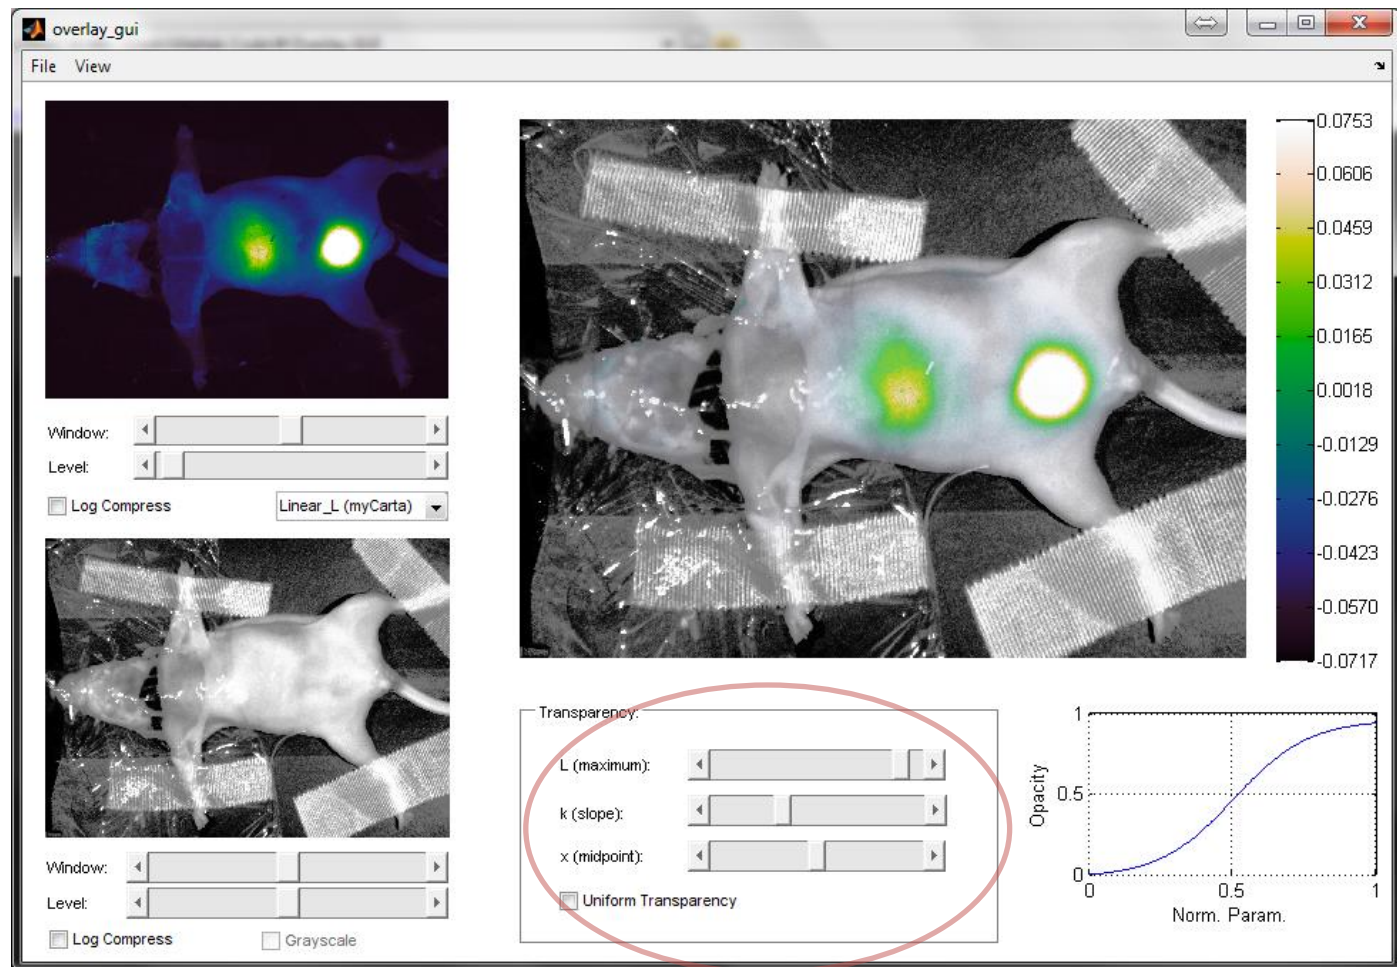 overlay_gui
File View
Window:
Level:
Log Compress
Linear_L (myCarta)
Window:
Level:
Log Compress
Grayscale
0.0753
0.0606
0.0459
0.0312
0.0165
0.0018
-0.0129
-0.0276
-0.0423
-0.0570
-0.0717
Transparency:
L (maximum):
k (slope):
x (midpoint):
Uniform Transparency
Opacity
1
0.5
0
0 0.5 1
Norm. Param.